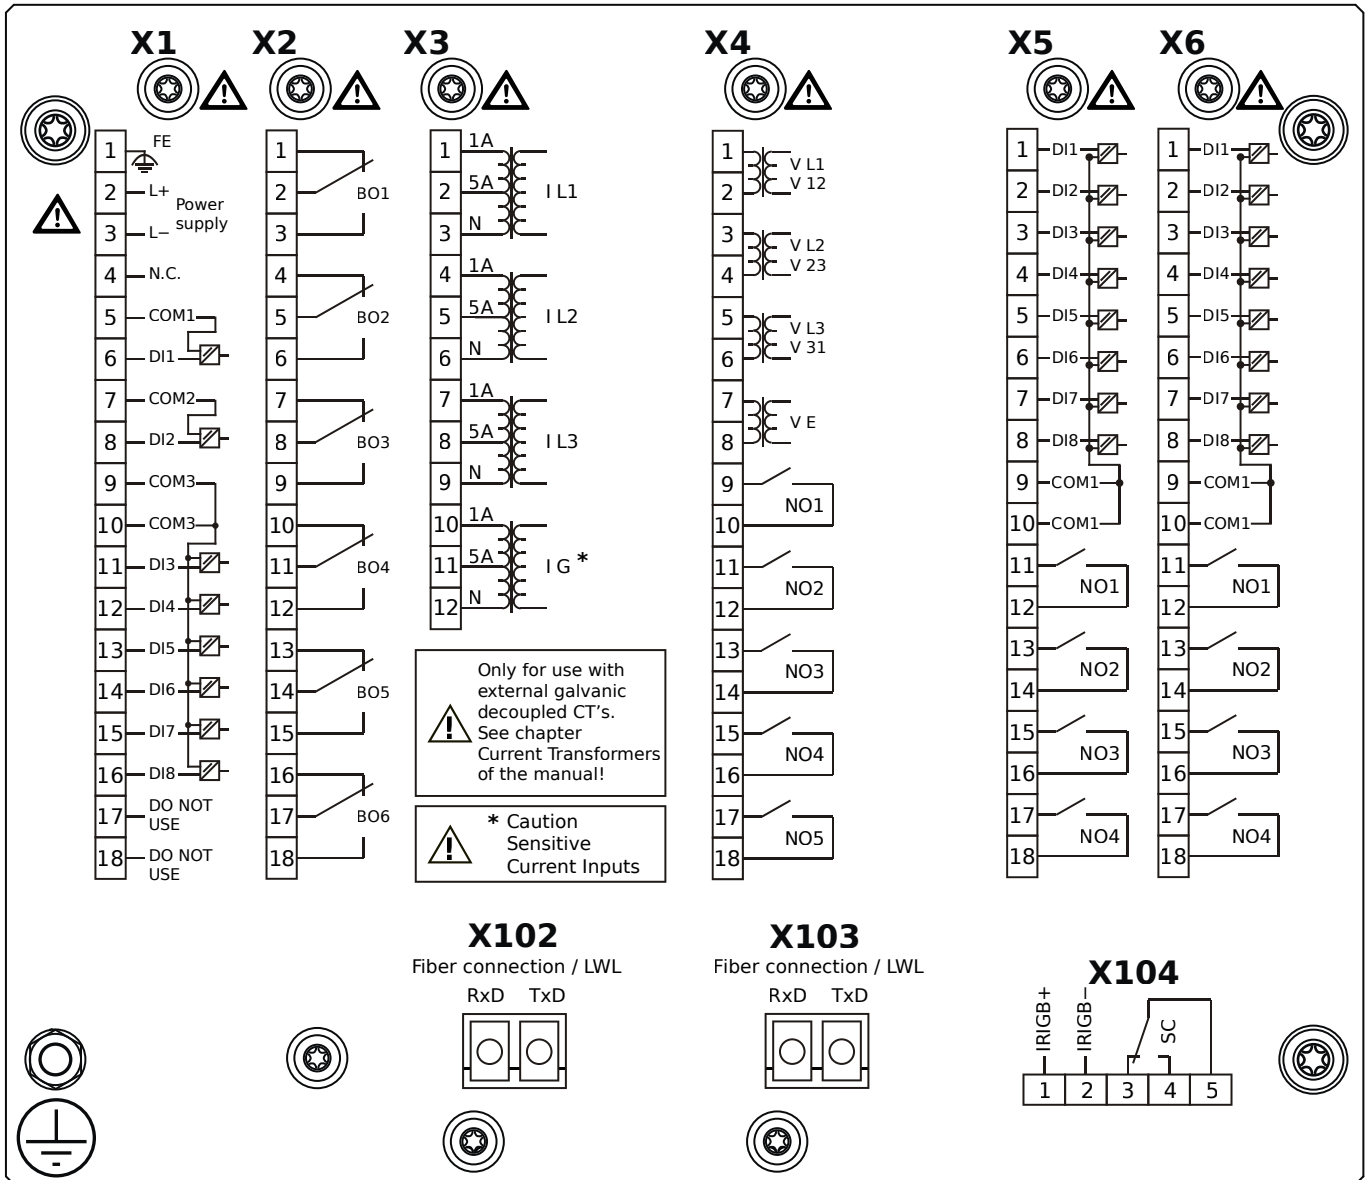 X1 X2 X3 X4 X5 X6
1 FE
2 L+
Power
supply
3 L−
4 N.C.
5 COM1
6 DI1
7 COM2
8 DI2
9 COM3
10 COM3
11 DI3
12 DI4
13 DI5
14 DI6
15 DI7
16 DI8
17 DO NOT
USE
18 DO NOT
USE
1
2 BO1
3
4
5 BO2
6
7
8 BO3
9
10
11 BO4
12
13
14 BO5
15
16
17 BO6
18
1 1A
2 5A I L1
3 N
4 1A
5 5A I L2
6 N
7 1A
8 5A I L3
9 N
10 1A
11 5A I G *
12 N
Only for use with
external galvanic
decoupled CT's.
See chapter
Current Transformers
of the manual!
* Caution
Sensitive
Current Inputs
1 V L1
2 V 12
3 V L2
4 V 23
5 V L3
6 V 31
7
V E
8
9
NO1
10
11
NO2
12
13
NO3
14
15
NO4
16
17
NO5
18
1 DI1
2 DI2
3 DI3
4 DI4
5 DI5
6 DI6
7 DI7
8 DI8
9 COM1
10 COM1
11
NO1
12
13
NO2
14
15
NO3
16
17
NO4
18
1 DI1
2 DI2
3 DI3
4 DI4
5 DI5
6 DI6
7 DI7
8 DI8
9 COM1
10 COM1
11
NO1
12
13
NO2
14
15
NO3
16
17
NO4
18
X102
Fiber connection / LWL
RxD TxD
X103
Fiber connection / LWL
RxD TxD
X104
IRIGB+
IRIGB−
SC
1 2 3 4 5